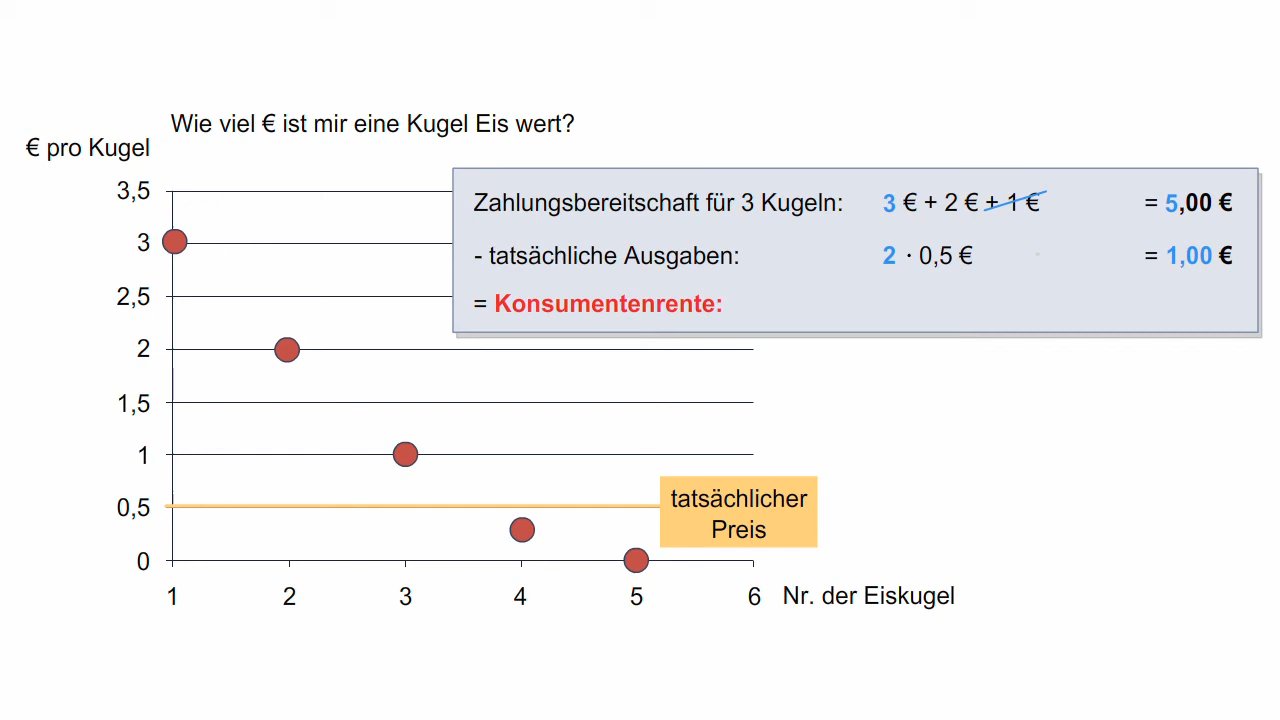 Wie viel € ist mir eine Kugel Eis wert?
€ pro Kugel
3,5
3
2,5
2
1,5
1
0,5
0
Zahlungsbereitschaft für 3 Kugeln: 3 € + 2 € + 1 € = 5,00 €
- tatsächliche Ausgaben: 2 · 0,5 € = 1,00 €
= Konsumentenrente:
tatsächlicher
Preis
1 2 3 4 5 6 Nr. der Eiskugel